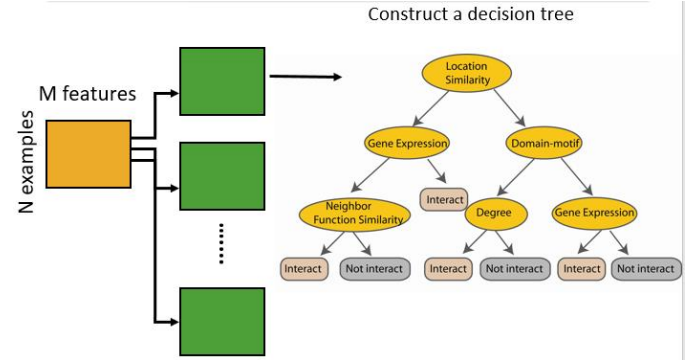 Construct a decision tree
M features
N examples
Location
Similarity
Gene Expression
Domain-motif
Interact
Neighbor
Function Similarity
Degree
Gene Expression
Interact
Not interact
Interact
Not interact
Interact
Not interact